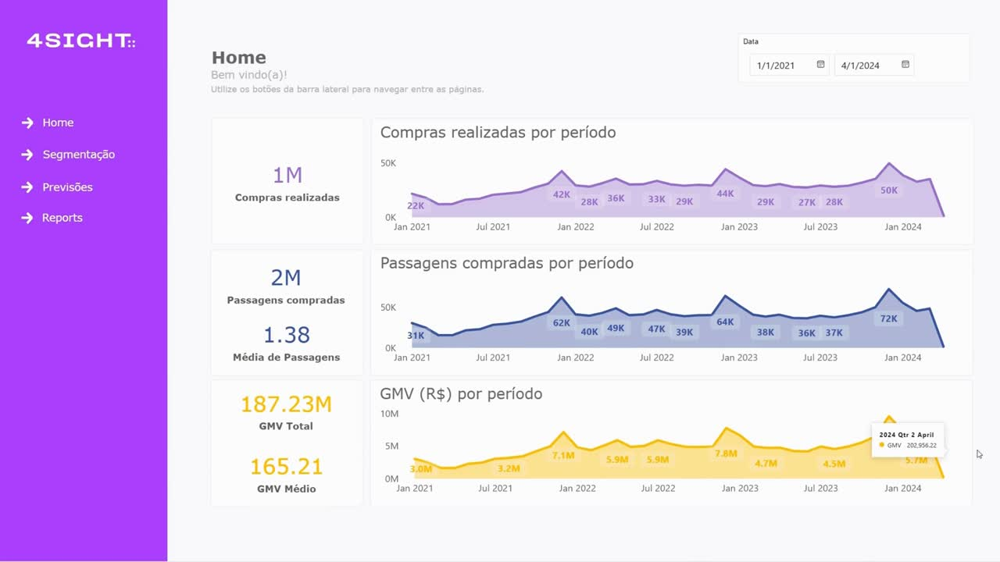 4SIGHT
Home
Segmentação
Previsões
Reports
Home
Bem vindo(a)!
Utilize os botões da barra lateral para navegar entre as páginas.
Data
1/1/2021
4/1/2024
1M
Compras realizadas
Compras realizadas por período
50K
0K
22K
42K
28K
36K
33K
29K
44K
29K
27K
28K
50K
Jan 2021
Jul 2021
Jan 2022
Jul 2022
Jan 2023
Jul 2023
Jan 2024
2M
Passagens compradas
1.38
Média de Passagens
Passagens compradas por período
50K
0K
31K
62K
40K
49K
47K
39K
64K
38K
36K
37K
72K
Jan 2021
Jul 2021
Jan 2022
Jul 2022
Jan 2023
Jul 2023
Jan 2024
187.23M
GMV Total
165.21
GMV Médio
GMV (R$) por período
10M
5M
0M
3.0M
3.2M
7.1M
5.9M
5.9M
7.8M
4.7M
4.5M
5.7M
2024 Qtr 2 April
GMV 202,956.22
Jan 2021
Jul 2021
Jan 2022
Jul 2022
Jan 2023
Jul 2023
Jan 2024